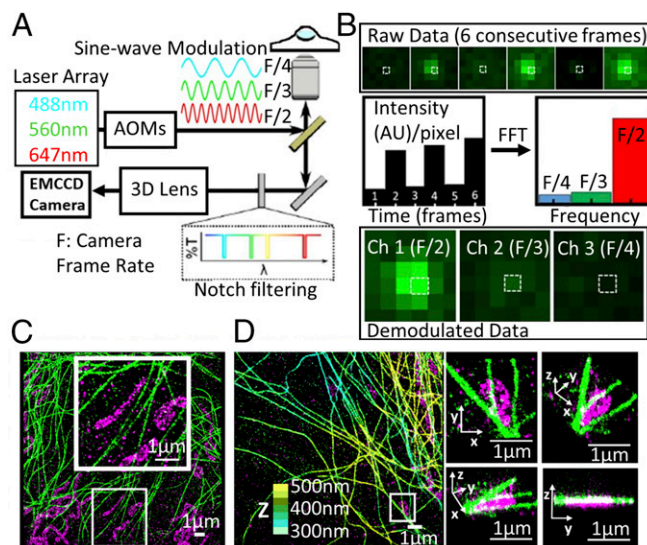 A
Sine-wave Modulation
F/4
F/3
F/2
Laser Array
488nm
560nm
647nm
AOMs
EMCCD
Camera
3D Lens
F: Camera
Frame Rate
%T
λ
Notch filtering
B
Raw Data (6 consecutive frames)
Intensity
(AU)/pixel
1 2 3 4 5 6
Time (frames)
FFT
F/4 F/3 F/2
Frequency
Ch 1 (F/2) Ch 2 (F/3) Ch 3 (F/4)
Demodulated Data
C
1μm
1μm
D
Z
500nm
400nm
300nm
1μm
y
x
1μm
z
y
x
1μm
z
y
x
1μm
z
y
1μm